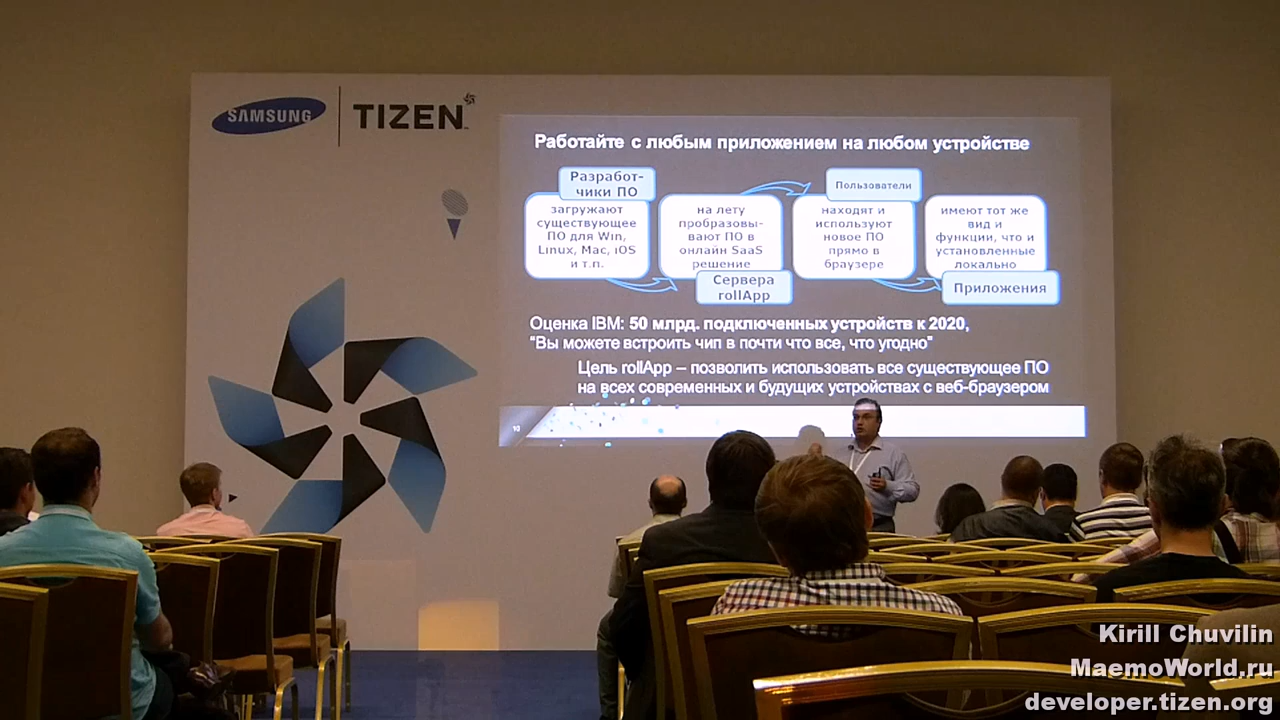 SAMSUNG
TIZEN
Работайте с любым приложением на любом устройстве
Разработ-
чики ПО
загружают
существующее
ПО для Win,
Linux, Mac, iOS
и т.п.
на лету
пробразовы-
вают ПО в
онлайн SaaS
решение
Сервера
rollApp
Пользователи
находят и
используют
новое ПО
прямо в
браузере
имеют тот же
вид и
функции, что и
установленные
локально
Приложения
Оценка IBM: 50 млрд. подключенных устройств к 2020,
"Вы можете встроить чип в почти что все, что угодно"
Цель rollApp – позволить использовать все существующее ПО
на всех современных и будущих устройствах с веб-браузером
10
Kirill Chuvilin
MaemoWorld.ru
developer.tizen.org